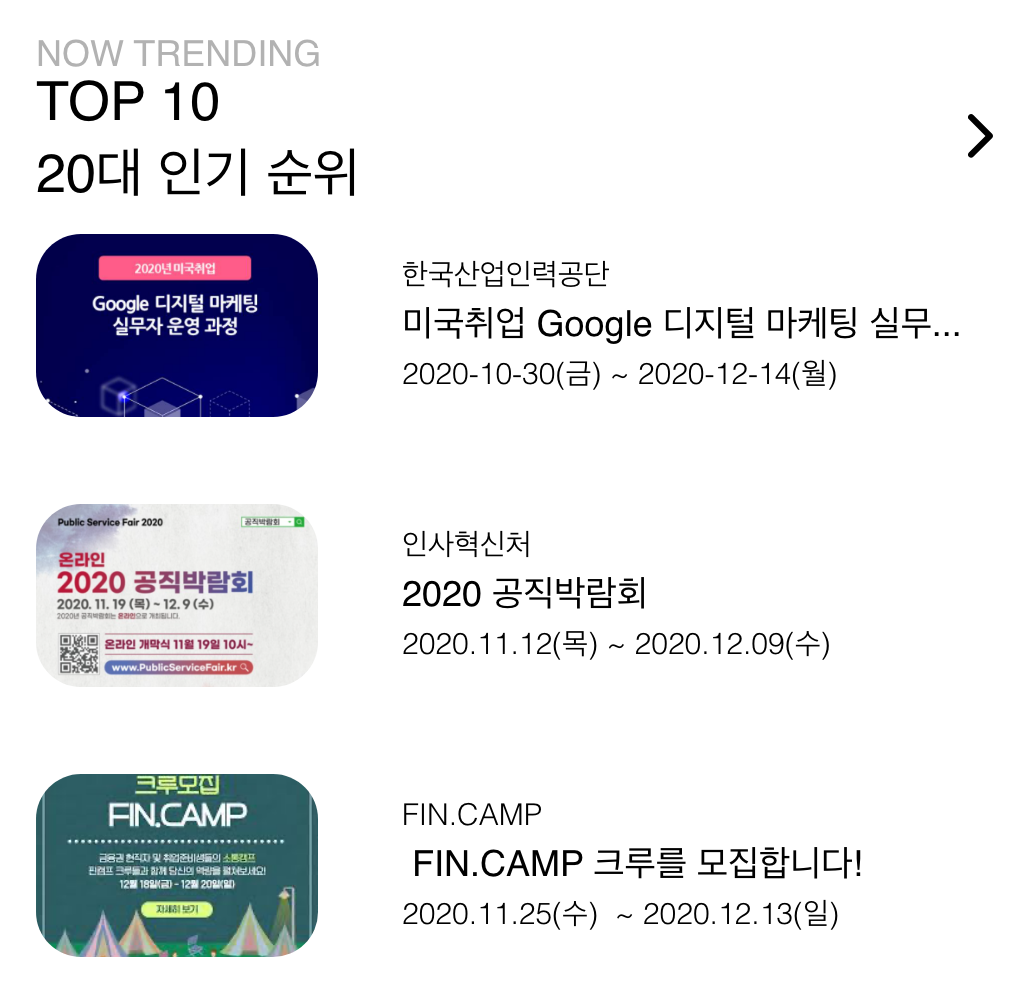 NOW TRENDING
TOP 10
20대 인기 순위
2020년 미국취업
Google 디지털 마케팅
실무자 운영 과정
한국산업인력공단
미국취업 Google 디지털 마케팅 실무...
2020-10-30(금) ~ 2020-12-14(월)
Public Service Fair 2020
공직박람회
온라인
2020 공직박람회
2020. 11. 19 (목) ~ 12. 9 (수)
2020년 공직박람회는 온라인으로 개최됩니다.
온라인 개막식 11월 19일 10시~
www.PublicServiceFair.kr
인사혁신처
2020 공직박람회
2020.11.12(목) ~ 2020.12.09(수)
크루모집
FIN.CAMP
금융권 현직자 및 취업준비생들의 소통캠프
핀캠프 크루들과 함께 당신의 역량을 펼쳐보세요!
12월 18일(금) - 12월 20일(일)
자세히 보기
FIN.CAMP
FIN.CAMP 크루를 모집합니다!
2020.11.25(수) ~ 2020.12.13(일)